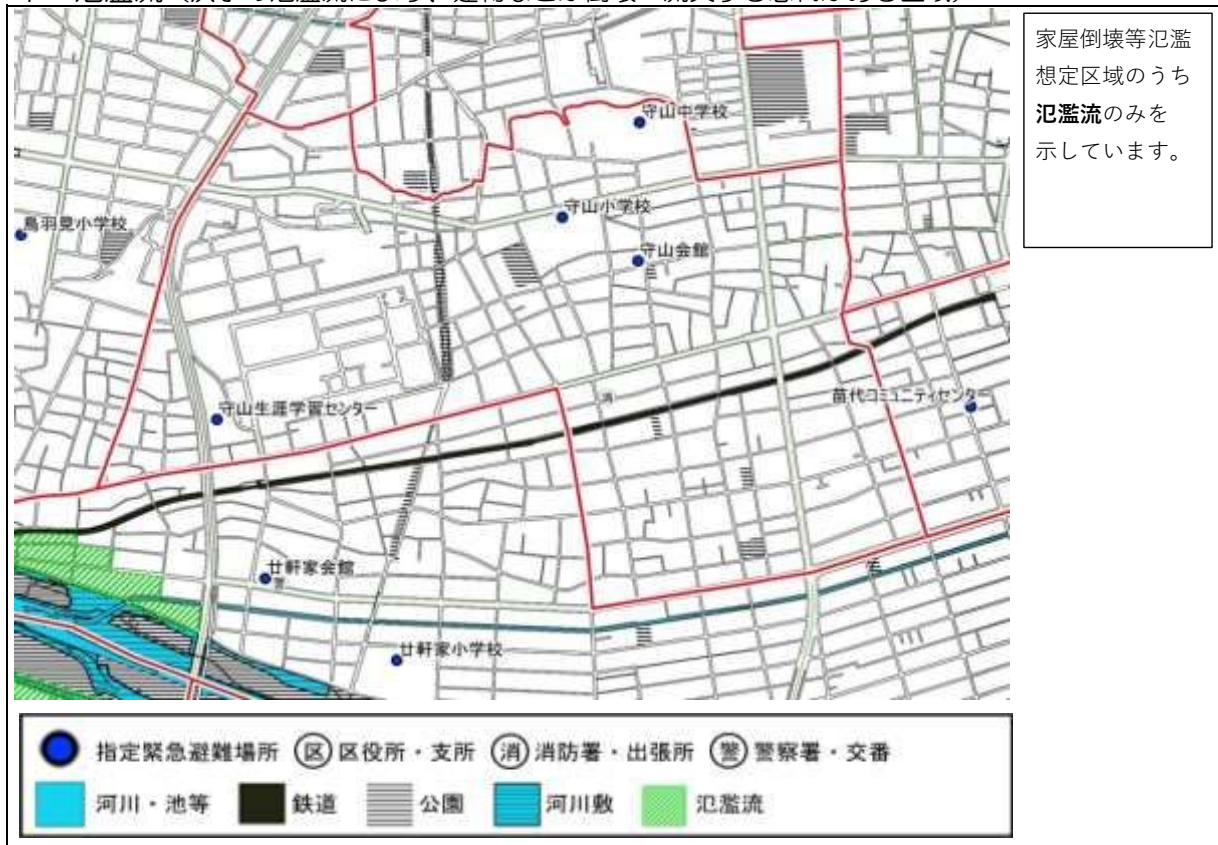 家屋倒壊等氾濫
想定区域のうち
氾濫流のみを
示しています。
守山中学校
守山小学校
鳥羽見小学校
守山会館
苗代コミュニティセンター
守山生涯学習センター
消
廿軒家会館
廿軒家小学校
指定緊急避難場所 区 区役所・支所 消 消防署・出張所 警 警察署・交番
河川・池等 鉄道 公園 河川敷 氾濫流